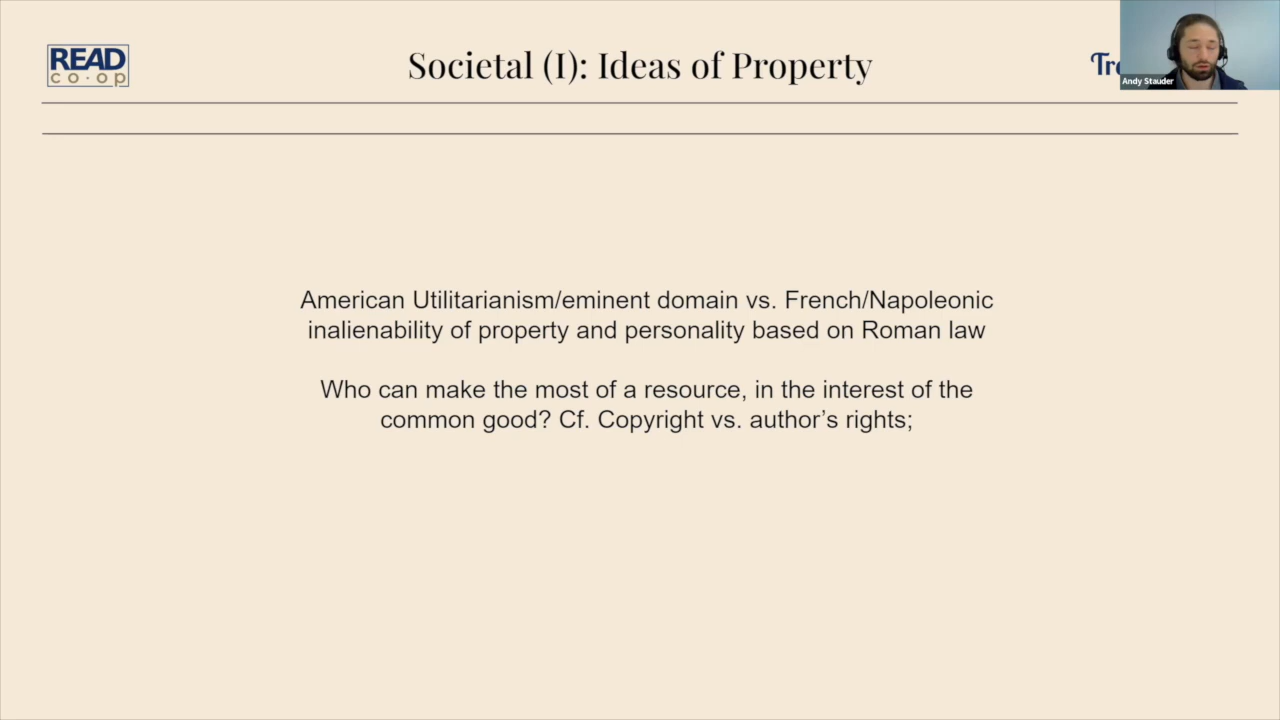 READ
co·op
Societal (I): Ideas of Property
Andy Stauder
American Utilitarianism/eminent domain vs. French/Napoleonic
inalienability of property and personality based on Roman law
Who can make the most of a resource, in the interest of the
common good? Cf. Copyright vs. author’s rights;